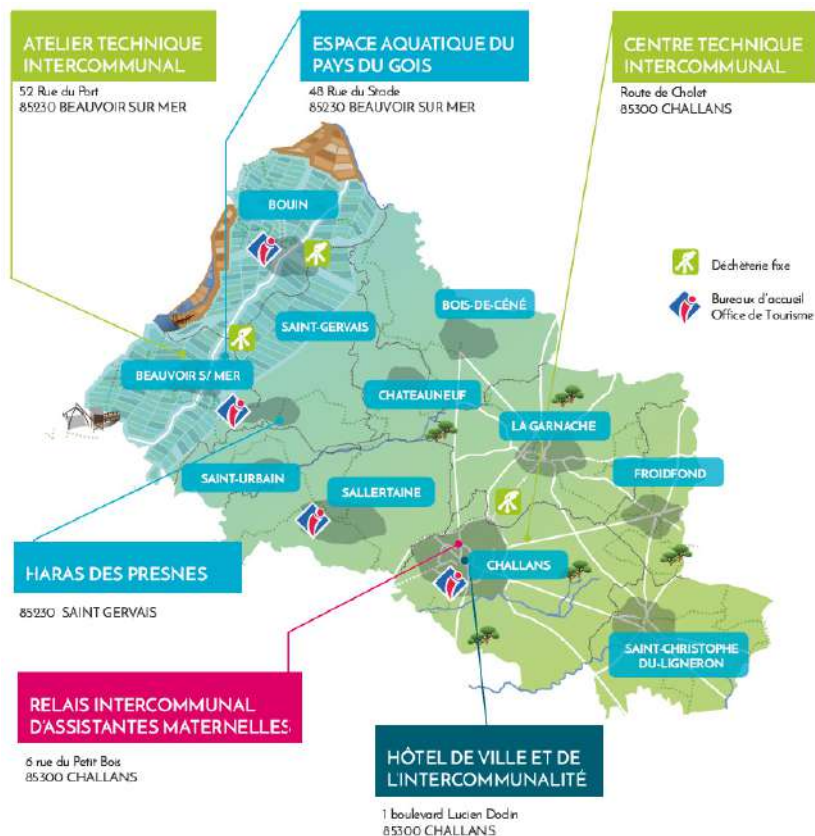 ATELIER TECHNIQUE
INTERCOMMUNAL
52 Rue du Port
85230 BEAUVOIR SUR MER
ESPACE AQUATIQUE DU
PAYS DU GOIS
48 Rue du Stade
85230 BEAUVOIR SUR MER
CENTRE TECHNIQUE
INTERCOMMUNAL
Route de Cholet
85300 CHALLANS
Déchèterie fixe
Bureaux d'accueil
Office de Tourisme
BOUIN
BOIS-DE-CÉNÉ
SAINT-GERVAIS
BEAUVOIR S/ MER
CHATEAUNEUF
LA GARNACHE
SAINT-URBAIN
SALLERTAINE
FROIDFOND
CHALLANS
SAINT-CHRISTOPHE
DU-LIGNERON
HARAS DES PRESNES
85230 SAINT GERVAIS
RELAIS INTERCOMMUNAL
D'ASSISTANTES MATERNELLES
6 rue du Petit Bois
85300 CHALLANS
HÔTEL DE VILLE ET DE
L'INTERCOMMUNALITÉ
1 boulevard Lucien Dodin
85300 CHALLANS